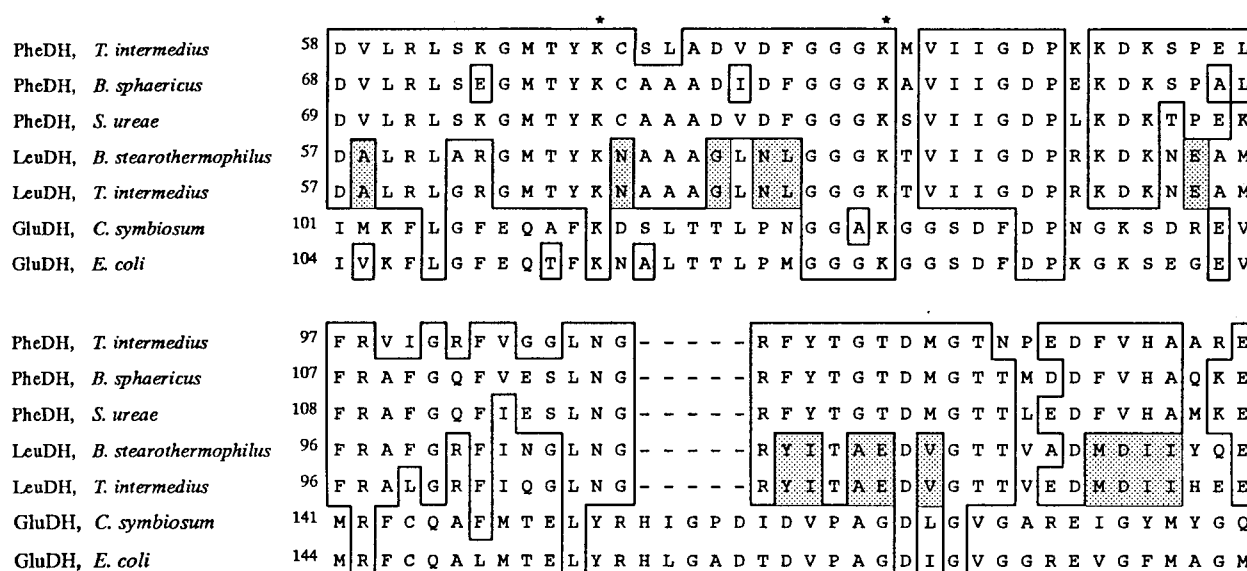 * *
PheDH, T. intermedius 58 D V L R L S K G M T Y K C S L A D V D F G G G K M V I I G D P K K D K S P E L
PheDH, B. sphaericus 68 D V L R L S E G M T Y K C A A A D I D F G G G K A V I I G D P E K D K S P A L
PheDH, S. ureae 69 D V L R L S K G M T Y K C A A A D V D F G G G K S V I I G D P L K D K T P E K
LeuDH, B. stearothermophilus 57 D A L R L A R G M T Y K N A A A G L N L G G G K T V I I G D P R K D K N E A M
LeuDH, T. intermedius 57 D A L R L G R G M T Y K N A A A G L N L G G G K T V I I G D P R K D K N E A M
GluDH, C. symbiosum 101 I M K F L G F E Q A F K D S L T T L P N G G A K G G S D F D P N G K S D R E V
GluDH, E. coli 104 I V K F L G F E Q T F K N A L T T L P M G G G K G G S D F D P K G K S E G E V
PheDH, T. intermedius 97 F R V I G R F V G G L N G - - - - - R F Y T G T D M G T N P E D F V H A A R E
PheDH, B. sphaericus 107 F R A F G Q F V E S L N G - - - - - R F Y T G T D M G T T M D D F V H A Q K E
PheDH, S. ureae 108 F R A F G Q F I E S L N G - - - - - R F Y T G T D M G T T L E D F V H A M K E
LeuDH, B. stearothermophilus 96 F R A F G R F I N G L N G - - - - - R Y I T A E D V G T T V A D M D I I Y Q E
LeuDH, T. intermedius 96 F R A L G R F I Q G L N G - - - - - R Y I T A E D V G T T V E D M D I I H E E
GluDH, C. symbiosum 141 M R F C Q A F M T E L Y R H I G P D I D V P A G D L G V G A R E I G Y M Y G Q
GluDH, E. coli 144 M R F C Q A L M T E L Y R H L G A D T D V P A G D I G V G G R E V G F M A G M